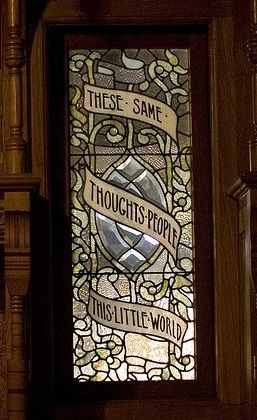 THESE · SAME ·
THOUGHTS · PEOPLE
THIS · LITTLE · WORLD